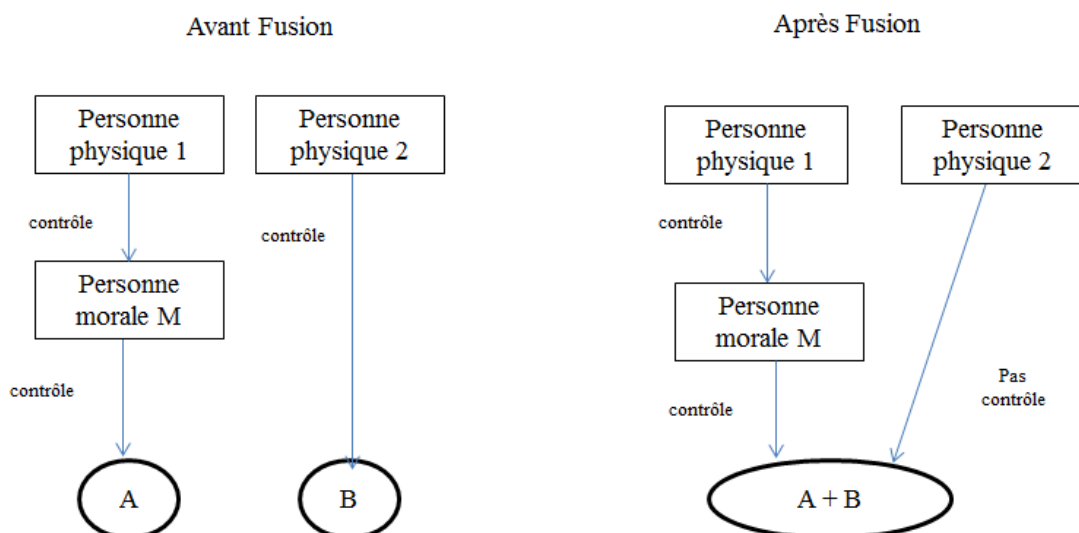 Avant Fusion
Personne
physique 1
Personne
physique 2
contrôle
contrôle
Personne
morale M
contrôle
A
B
Après Fusion
Personne
physique 1
Personne
physique 2
contrôle
Personne
morale M
Pas
contrôle
contrôle
A + B